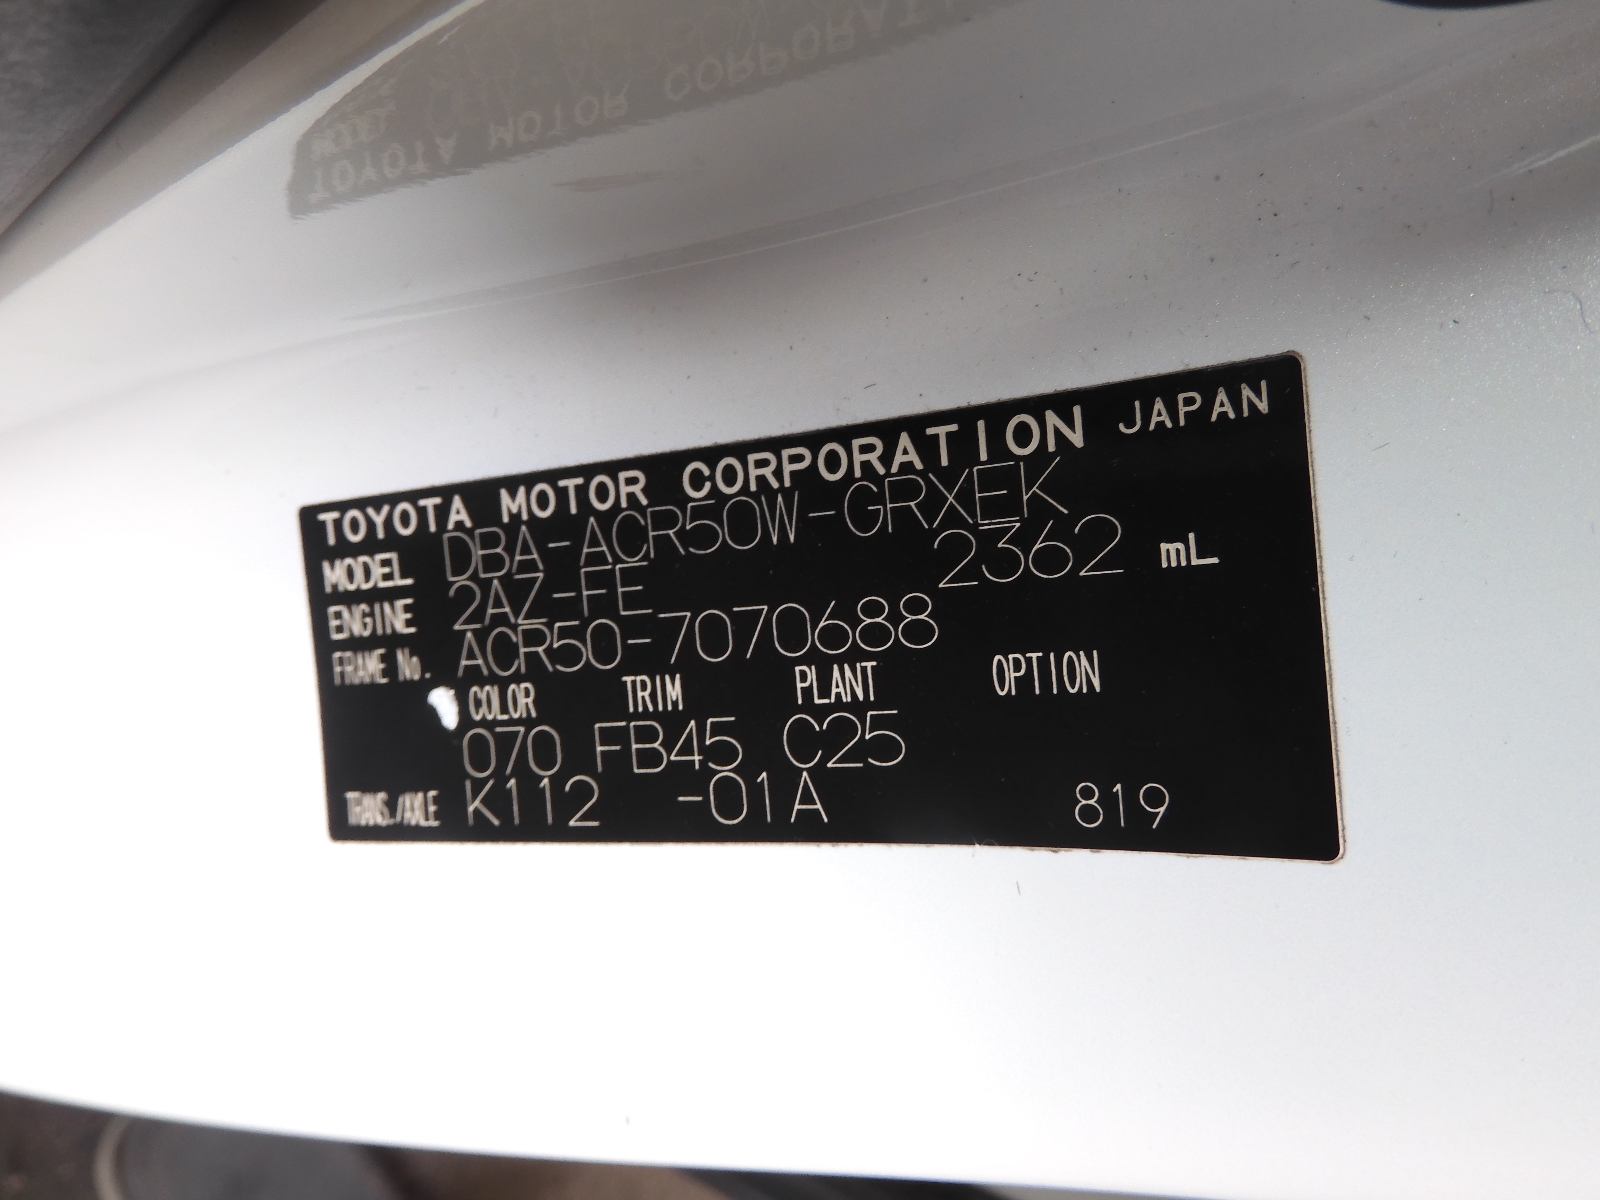 TOYOTA MOTOR CORPORATION JAPAN
MODEL DBA-ACR50W-GRXEK
ENGINE 2AZ-FE 2362 mL
FRAME No. ACR50-7070688
COLOR TRIM PLANT OPTION
070 FB45 C25
TRANS./AXLE K112 -01A 819